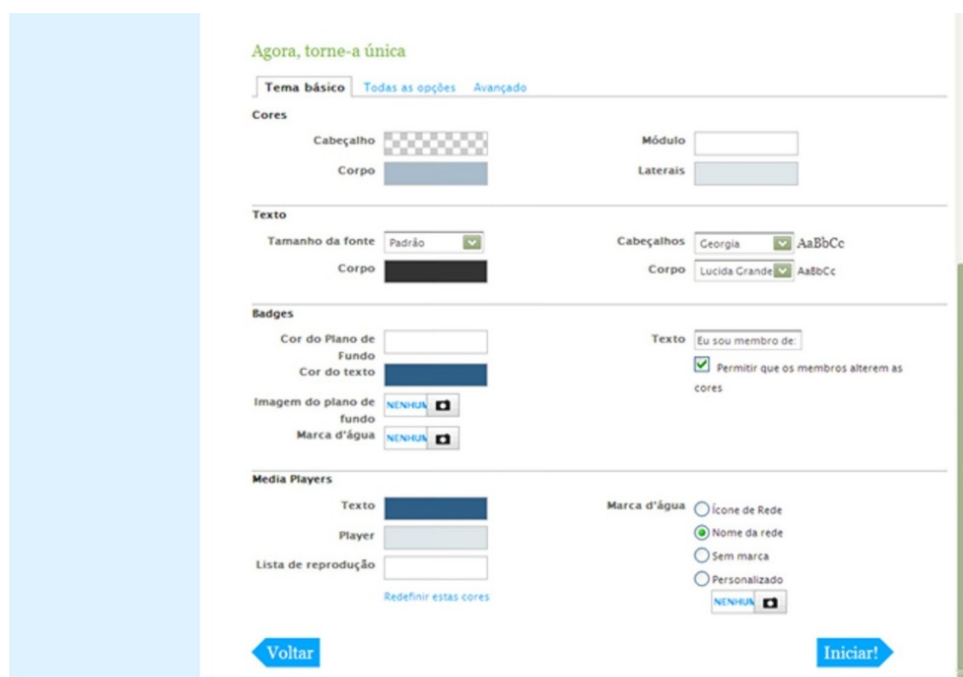 Agora, torne-a única
Tema básico Todas as opções Avançado
Cores
Cabeçalho Módulo
Corpo Laterais
Texto
Tamanho da fonte Padrão Cabeçalhos Georgia AaBbCc
Corpo Corpo Lucida Grande AaBbCc
Badges
Cor do Plano de Fundo Texto Eu sou membro de:
Cor do texto Permitir que os membros alterem as
cores
Imagem do plano de NENHUM
fundo
Marca d'água NENHUM
Media Players
Texto Marca d'água Ícone de Rede
Player Nome da rede
Sem marca
Lista de reprodução Personalizado
Redefinir estas cores NENHUM
Voltar Iniciar!